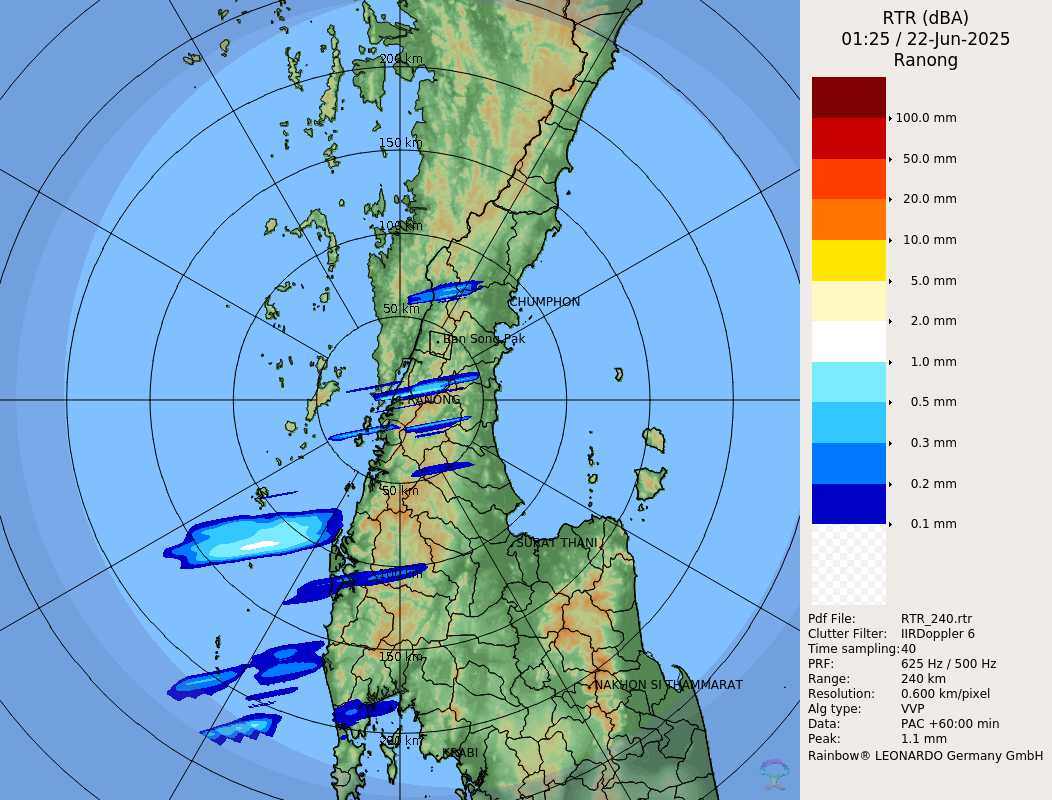 RTR (dBA)
01:25 / 22-Jun-2025
Ranong
100.0 mm
50.0 mm
20.0 mm
10.0 mm
5.0 mm
2.0 mm
1.0 mm
0.5 mm
0.3 mm
0.2 mm
0.1 mm
Pdf File: RTR_240.rtr
Clutter Filter: IIRDoppler 6
Time sampling:40
PRF: 625 Hz / 500 Hz
Range: 240 km
Resolution: 0.600 km/pixel
Alg type: VVP
Data: PAC +60:00 min
Peak: 1.1 mm
Rainbow® LEONARDO Germany GmbH
200 km
150 km
100 km
50 km
CHUMPHON
Ban Song Pak
RANONG
50 km
SURAT THANI
100 km
150 km
NAKHON SI THAMMARAT
200 km
KRABI